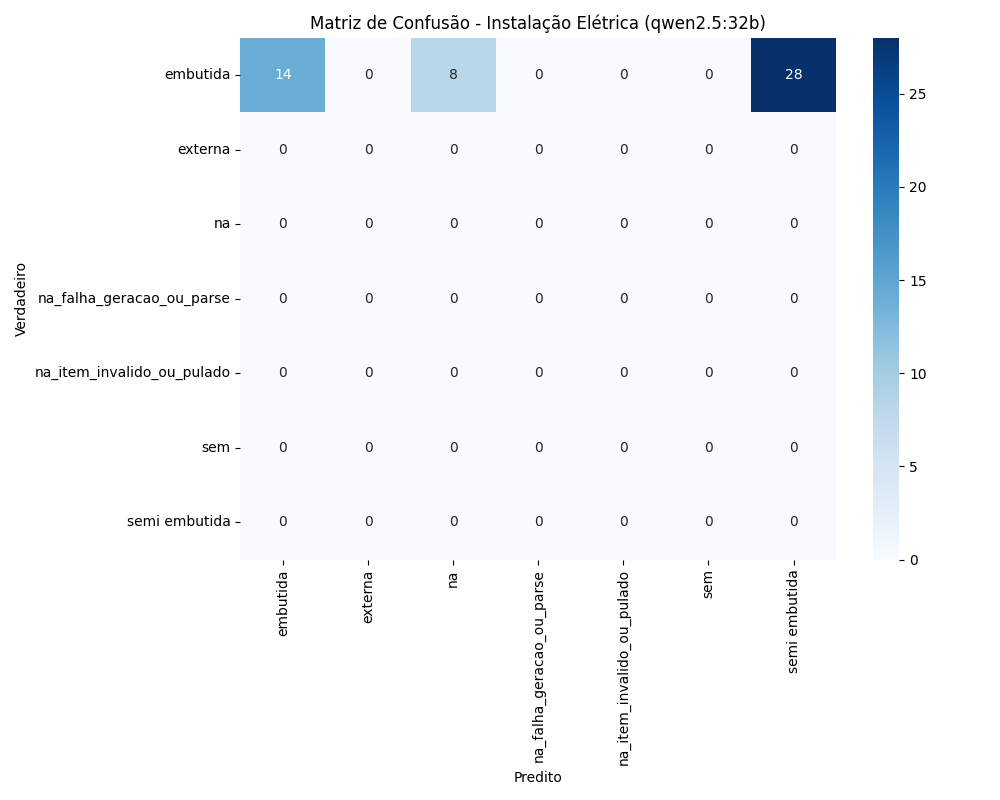 Matriz de Confusão - Instalação Elétrica (qwen2.5:32b)
Verdadeiro
embutida 14 0 8 0 0 0 28
externa 0 0 0 0 0 0 0
na 0 0 0 0 0 0 0
na_falha_geracao_ou_parse 0 0 0 0 0 0 0
na_item_invalido_ou_pulado 0 0 0 0 0 0 0
sem 0 0 0 0 0 0 0
semi embutida 0 0 0 0 0 0 0
embutida
externa
na
na_falha_geracao_ou_parse
na_item_invalido_ou_pulado
sem
semi embutida
Predito
25
20
15
10
5
0